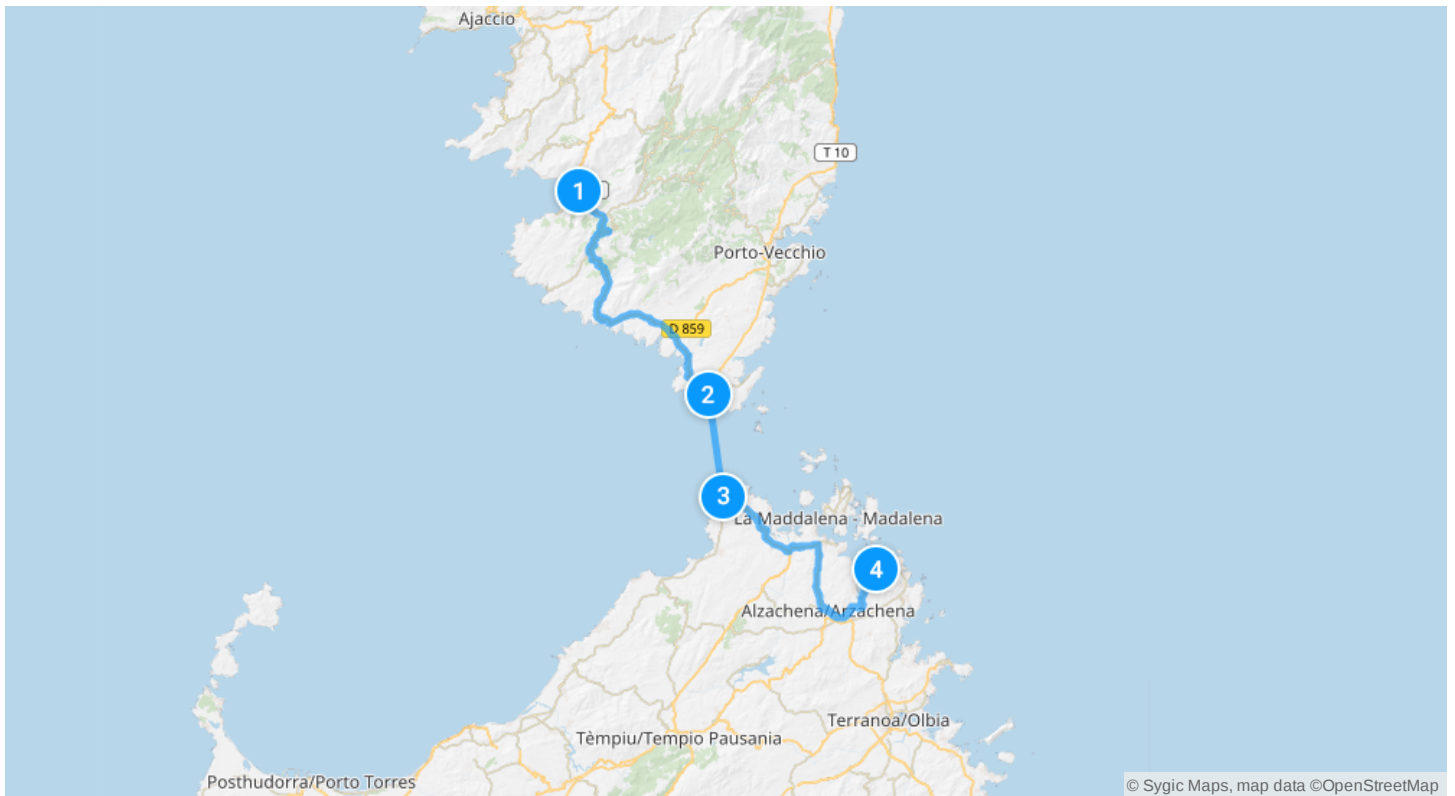 Ajaccio
T 10
1
)
Porto-Vecchio
D 859
2
3
La Maddalena - Madalena
4
Alzachena/Arzachena
Terranoa/Olbia
Tèmpiu/Tempio Pausania
Posthudorra/Porto Torres
© Sygic Maps, map data ©OpenStreetMap